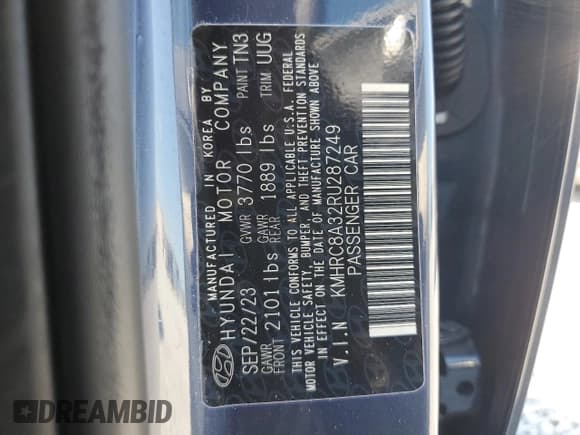 MANUFACTURED IN KOREA BY
HYUNDAI MOTOR COMPANY
SEP/22/23 GVWR 3770 lbs PAINT TN3
GAWR FRONT 2101 lbs GAWR REAR 1889 lbs TRIM UUG
THIS VEHICLE CONFORMS TO ALL APPLICABLE U.S.A. FEDERAL
MOTOR VEHICLE SAFETY, BUMPER, AND THEFT PREVENTION STANDARDS
IN EFFECT ON THE DATE OF MANUFACTURE SHOWN ABOVE
V.I.N KMHRC8A32RU287249
PASSENGER CAR
DREAMBID